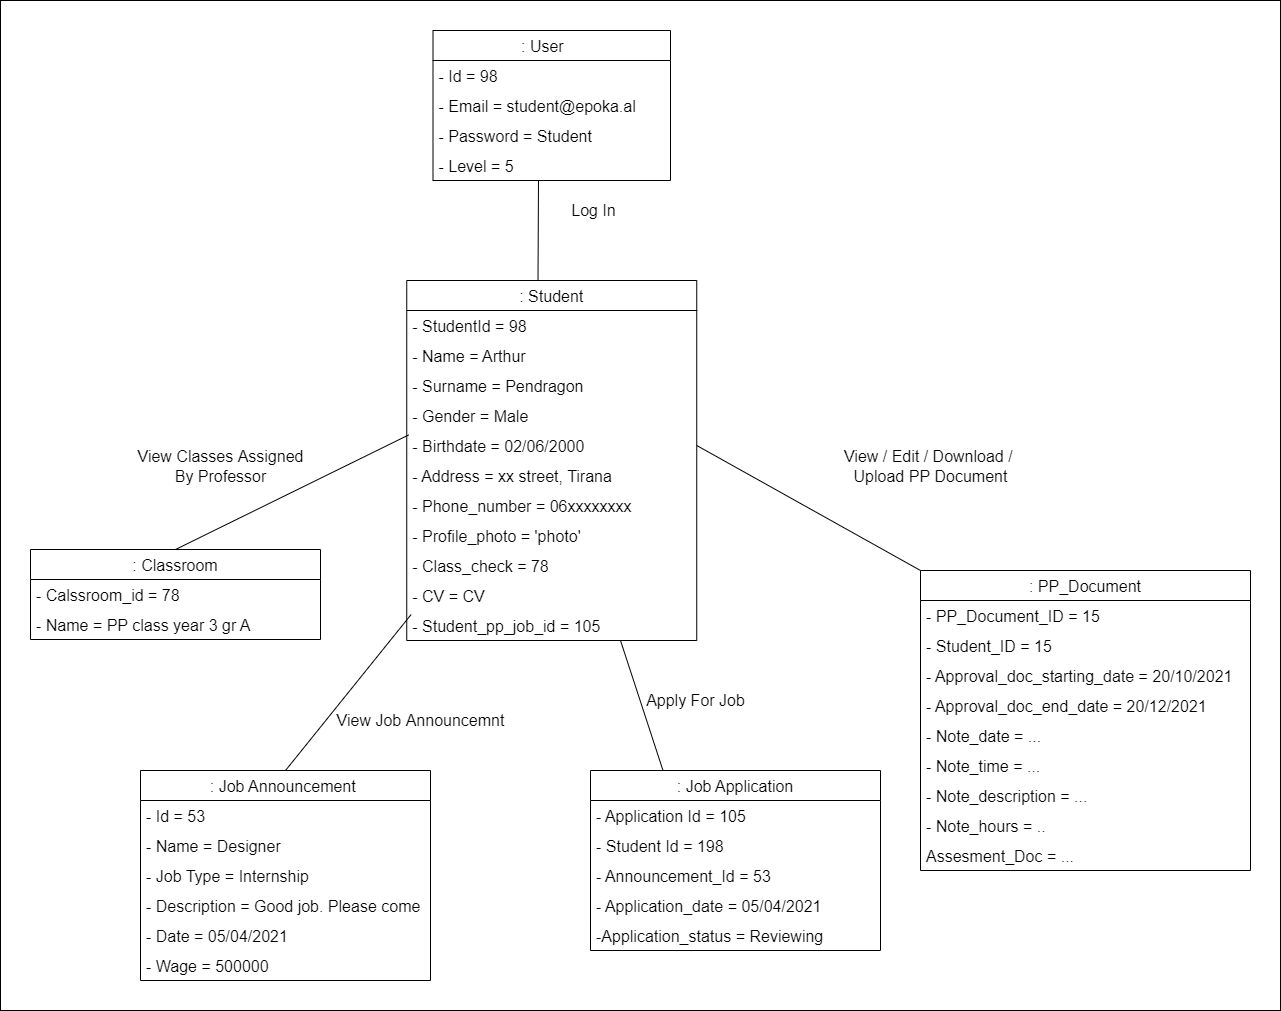 : User
- Id = 98
- Email = student@epoka.al
- Password = Student
- Level = 5
Log In
: Student
- StudentId = 98
- Name = Arthur
- Surname = Pendragon
- Gender = Male
- Birthdate = 02/06/2000
- Address = xx street, Tirana
- Phone_number = 06xxxxxxxx
- Profile_photo = 'photo'
- Class_check = 78
- CV = CV
- Student_pp_job_id = 105
View Classes Assigned
By Professor
View / Edit / Download /
Upload PP Document
: Classroom
- Calssroom_id = 78
- Name = PP class year 3 gr A
: PP_Document
- PP_Document_ID = 15
- Student_ID = 15
- Approval_doc_starting_date = 20/10/2021
- Approval_doc_end_date = 20/12/2021
- Note_date = ...
- Note_time = ...
- Note_description = ...
- Note_hours = ..
Assesment_Doc = ...
View Job Announcemnt
Apply For Job
: Job Announcement
- Id = 53
- Name = Designer
- Job Type = Internship
- Description = Good job. Please come
- Date = 05/04/2021
- Wage = 500000
: Job Application
- Application Id = 105
- Student Id = 198
- Announcement_Id = 53
- Application_date = 05/04/2021
-Application_status = Reviewing